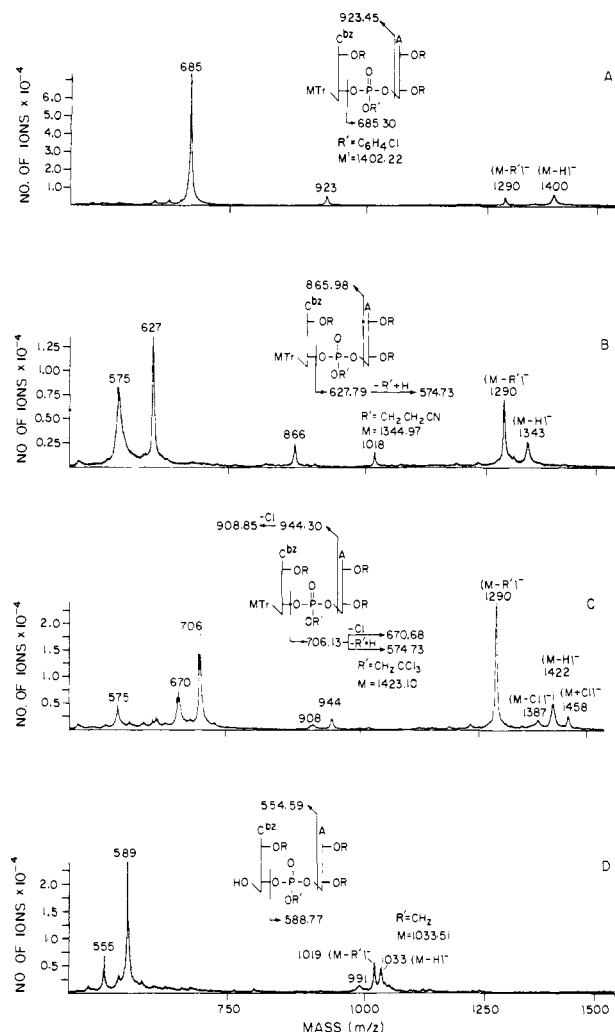 A
NO. OF IONS × 10⁻⁴
6.0
5.0
4.0
3.0
2.0
1.0
685
923
(M-R')⁻
1290
(M-H)⁻
1400
923.45
C^bz
A
OR
OR
OR
MTr
O
O-P-O
OR'
685.30
R'=C₆H₄Cl
M=1402.22
1000
1250
1500
B
NO. OF IONS × 10⁻⁴
1.25
1.00
0.75
0.50
0.25
575
627
866
1018
(M-R')⁻
1290
(M-H)⁻
1343
865.98
C^bz
A
OR
OR
OR
MTr
O
O-P-O
OR'
627.79 -R'+H 574.73
R'=CH₂CH₂CN
M=1344.97
C
NO. OF IONS × 10⁻⁴
2.0
1.5
1.0
0.5
575
670
706
908
944
(M-R')⁻
1290
(M-Cl)⁻
1387
(M-H)⁻
1422
(M+Cl)⁻
1458
908.85 -Cl 944.30
C^bz
A
OR
OR
OR
MTr
O
O-P-O
OR'
706.13 -Cl 670.68
-R'+H 574.73
R'=CH₂CCl₃
M=1423.10
750
1000
1250
1500
D
NO. OF IONS × 10⁻⁴
2.0
1.5
1.0
0.5
555
589
991
1019 (M-R')⁻
1033 (M-H)⁻
554.59
C^bz
A
OR
OR
OR
HO
O
O-P-O
OR'
588.77
M=1033.51
750
1000
1250
1500
MASS (m/z)